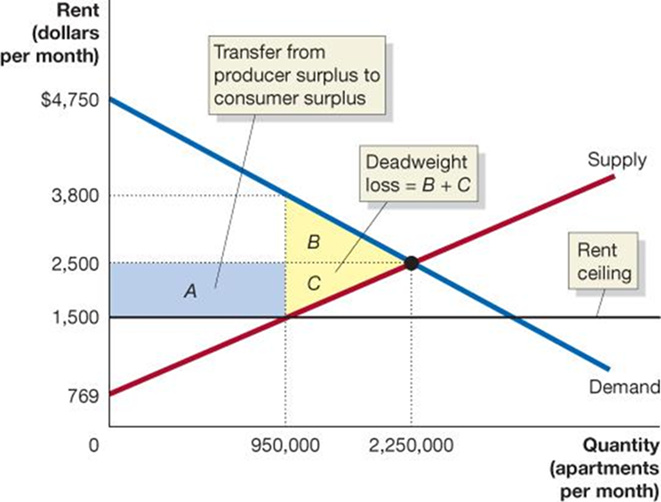 Rent
(dollars
per month)
Transfer from
producer surplus to
consumer surplus
$4,750
Deadweight
loss = B + C
Supply
3,800
B
Rent
ceiling
2,500
C
A
1,500
769
Demand
0
950,000
2,250,000
Quantity
(apartments
per month)